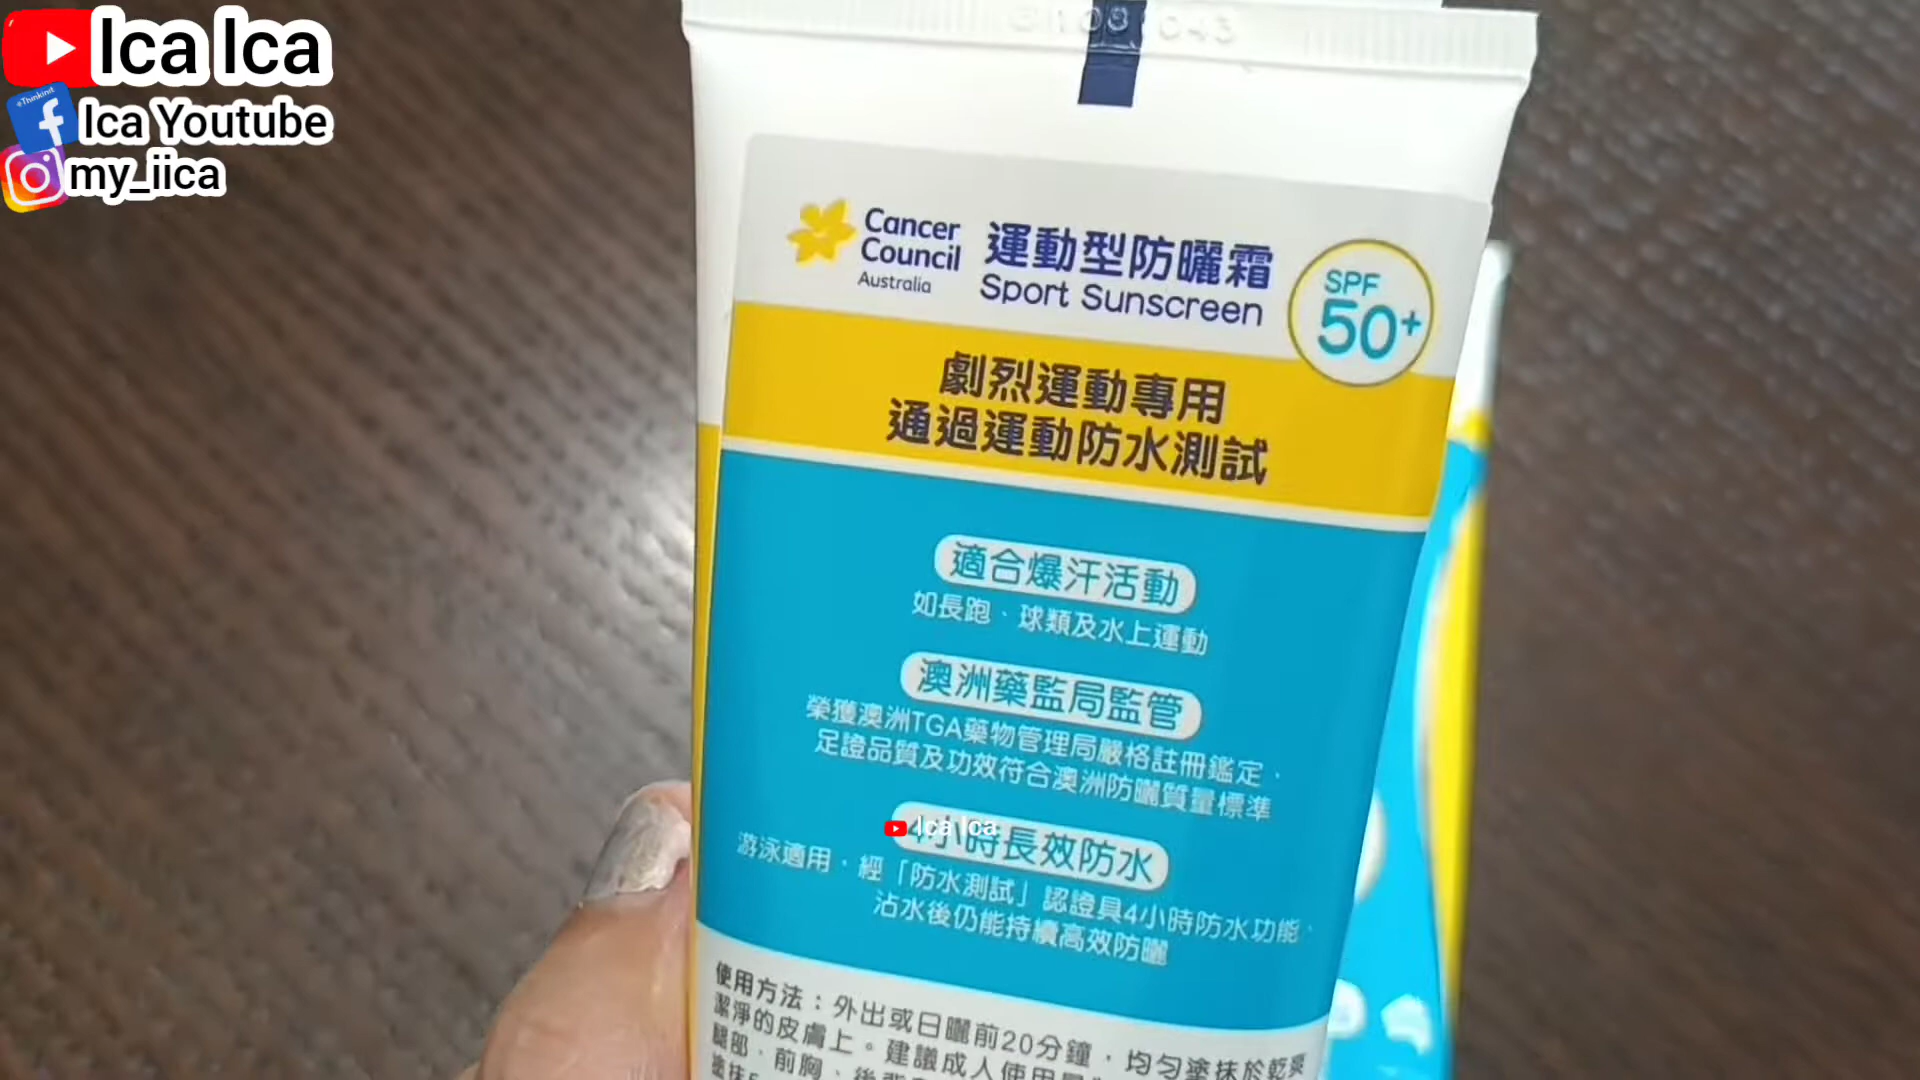 Ica Ica
Ica Youtube
my_iica
Cancer
Council
Australia
運動型防曬霜
Sport Sunscreen
SPF
50+
劇烈運動專用
通過運動防水測試
適合爆汗活動
如長跑、球類及水上運動
澳洲藥監局監管
榮獲澳洲TGA藥物管理局嚴格註冊鑑定，
足證品質及功效符合澳洲防曬質量標準
Ica Ica
4小時長效防水
游泳適用，經「防水測試」認證具4小時防水功能，
沾水後仍能持續高效防曬
使用方法：外出或日曬前20分鐘，均勻塗抹於乾爽
潔淨的皮膚上。建議成人使用量
腿部、前胸、後背
塗抹